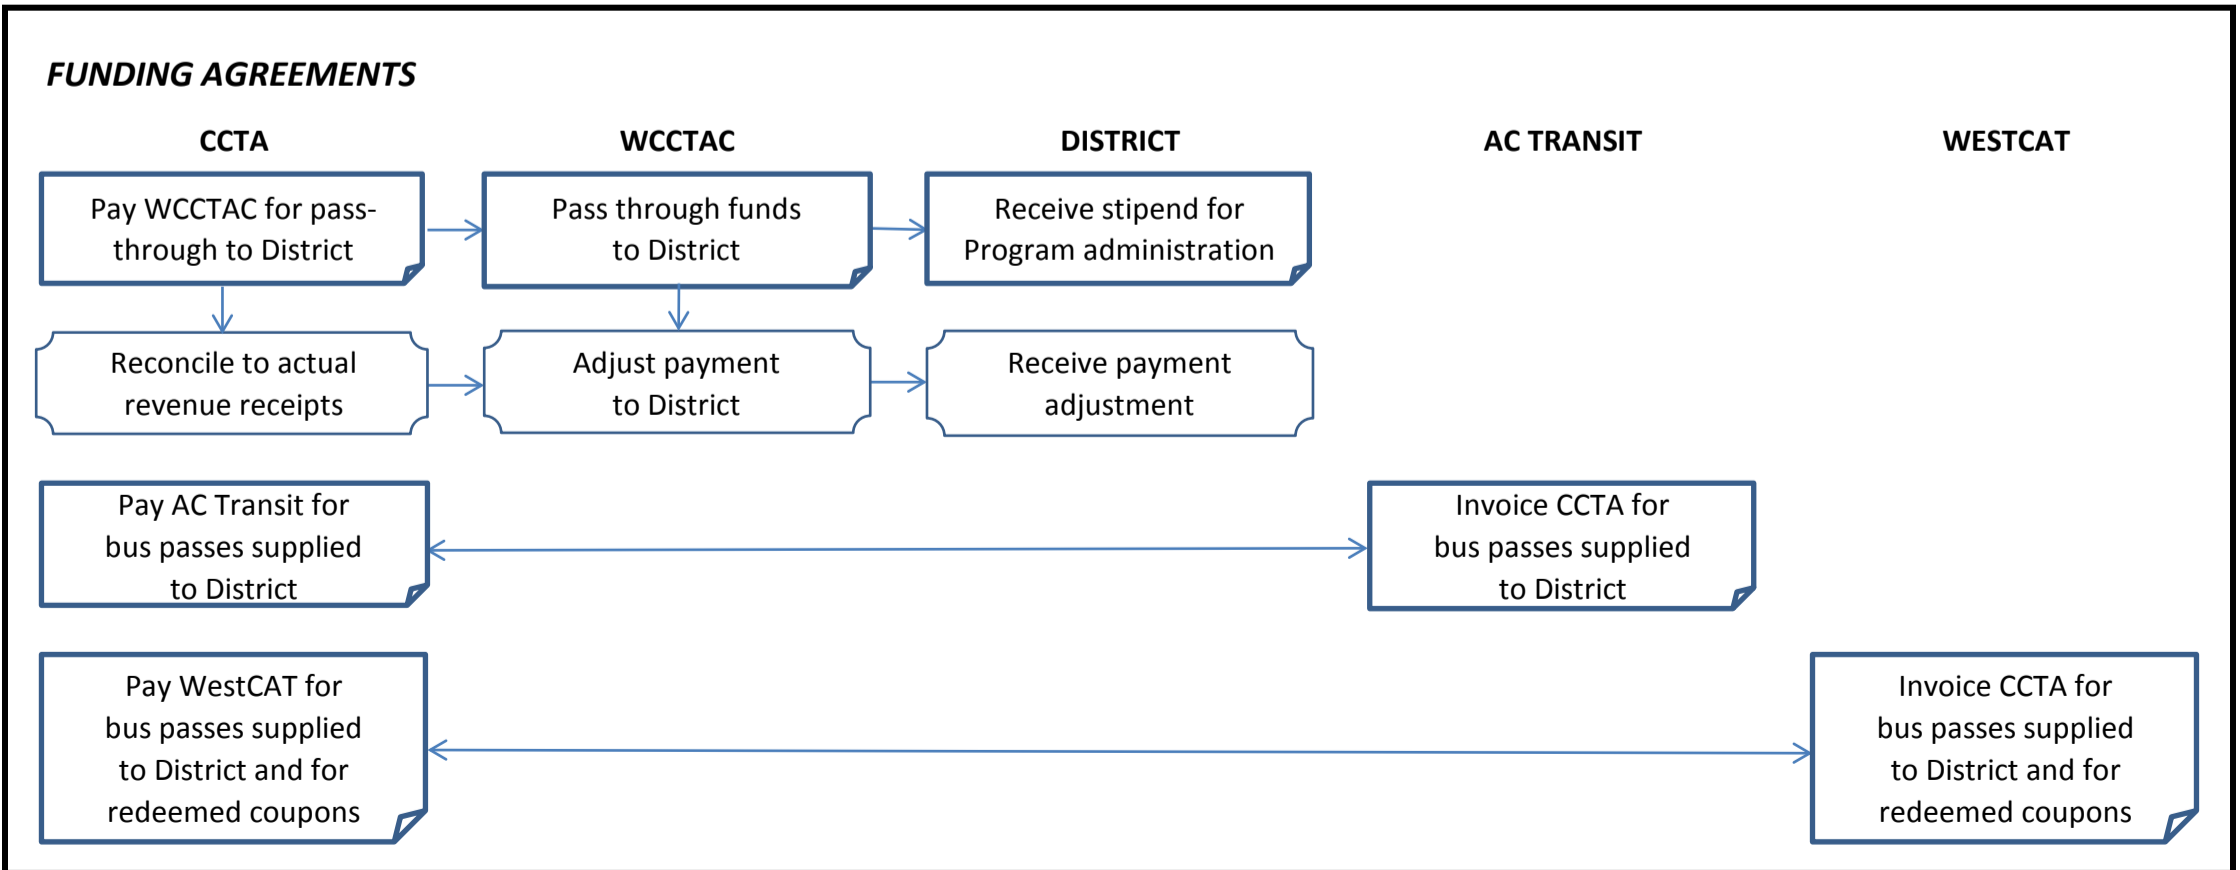 FUNDING AGREEMENTS
CCTA
WCCTAC
DISTRICT
AC TRANSIT
WESTCAT
Pay WCCTAC for pass-
through to District
Pass through funds
to District
Receive stipend for
Program administration
Reconcile to actual
revenue receipts
Adjust payment
to District
Receive payment
adjustment
Pay AC Transit for
bus passes supplied
to District
Invoice CCTA for
bus passes supplied
to District
Pay WestCAT for
bus passes supplied
to District and for
redeemed coupons
Invoice CCTA for
bus passes supplied
to District and for
redeemed coupons